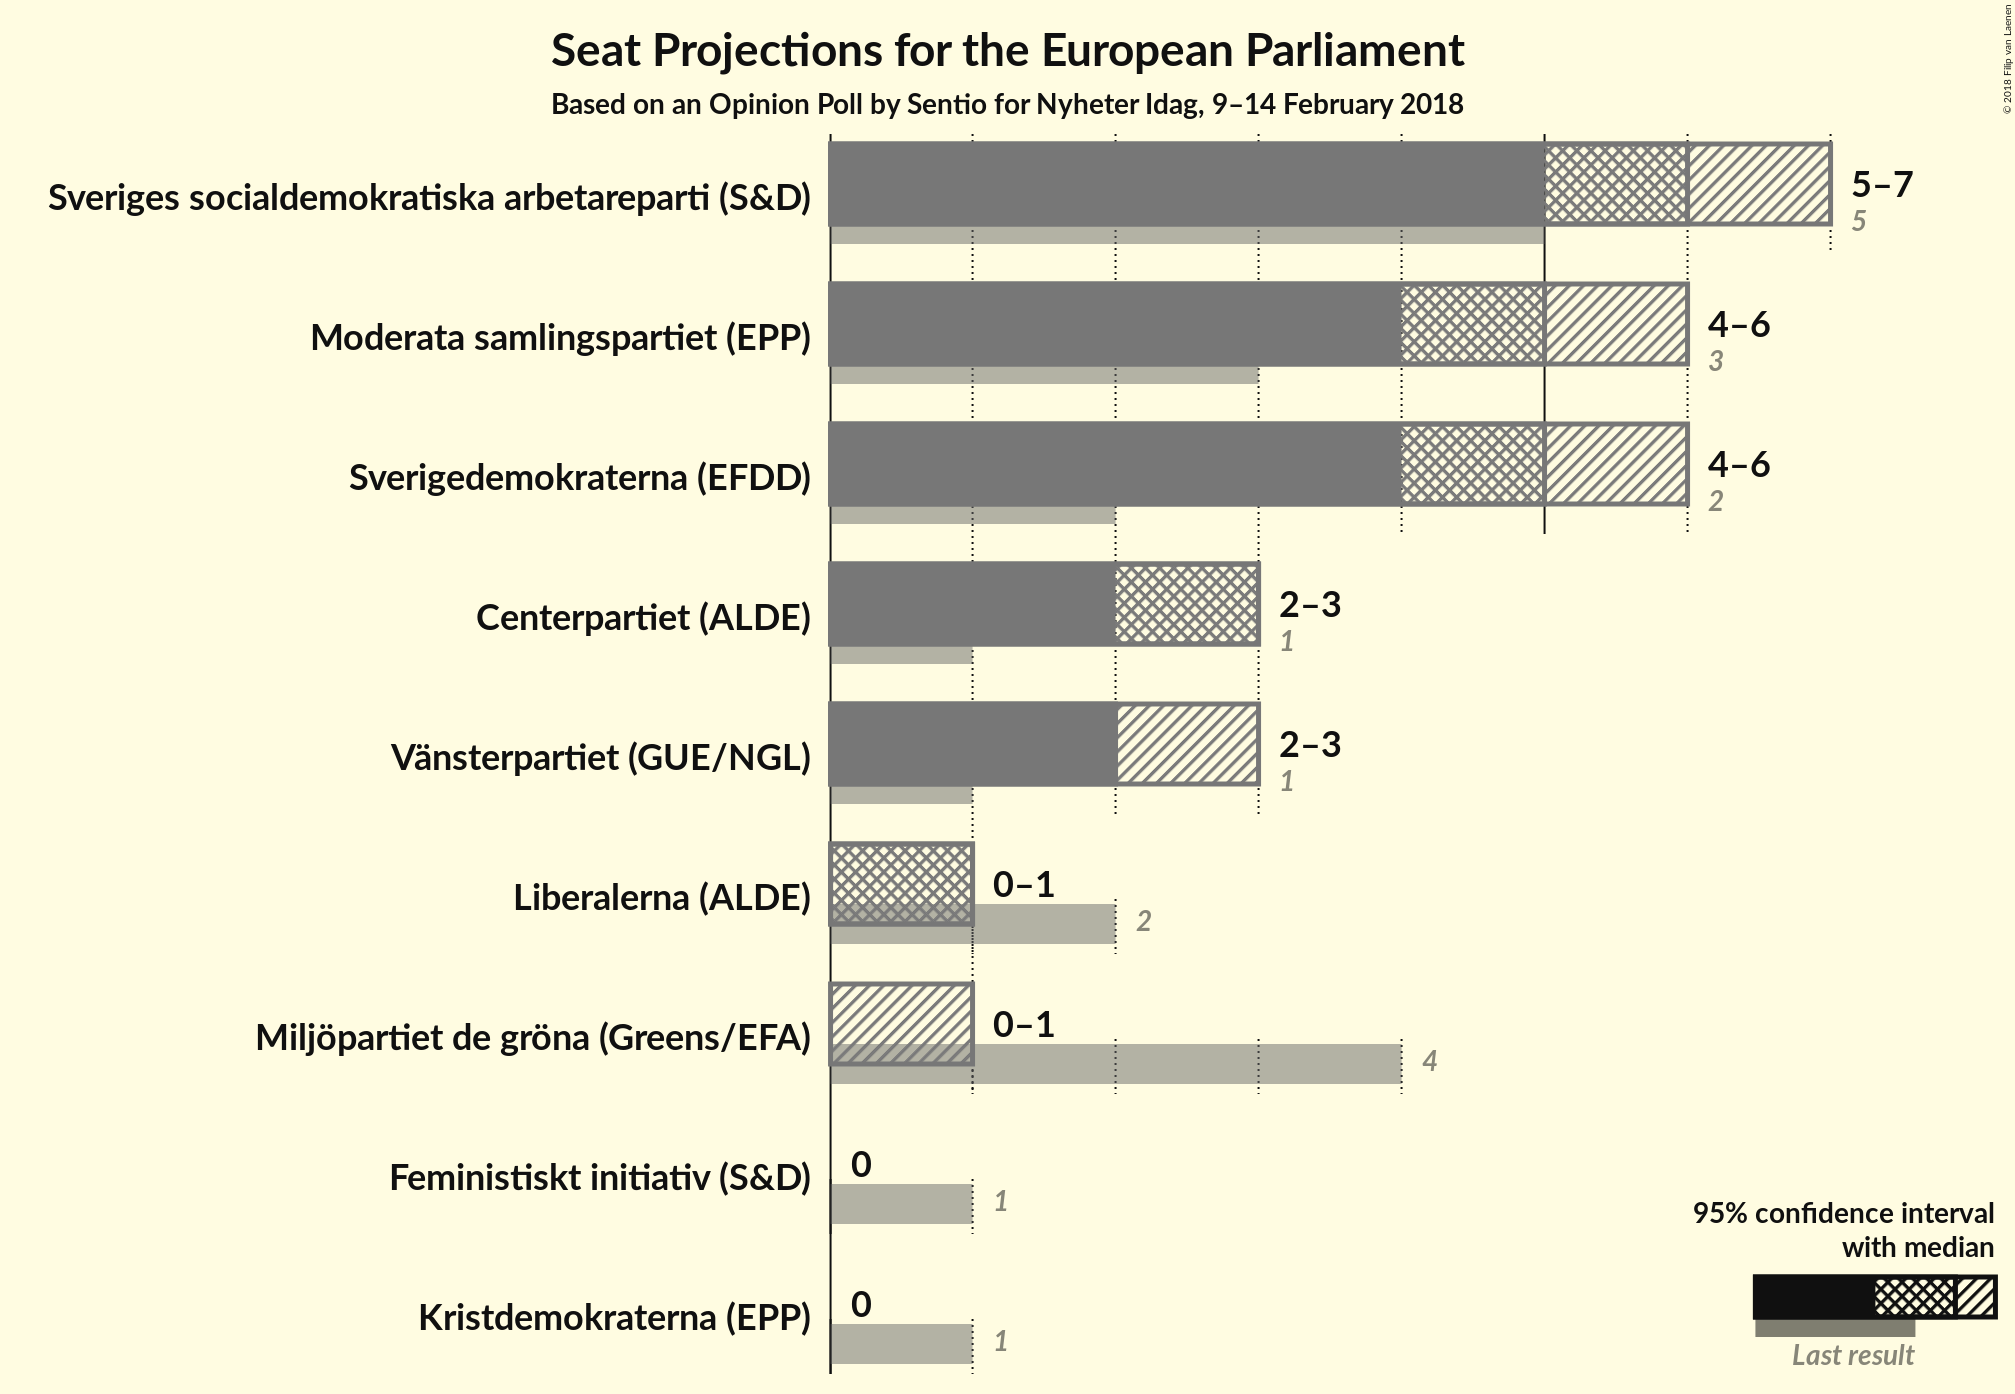 Seat Projections for the European Parliament
Based on an Opinion Poll by Sentio for Nyheter Idag, 9–14 February 2018
© 2018 Filip van Laenen
Sveriges socialdemokratiska arbetareparti (S&D)
5–7
5
Moderata samlingspartiet (EPP)
4–6
3
Sverigedemokraterna (EFDD)
4–6
2
Centerpartiet (ALDE)
2–3
1
Vänsterpartiet (GUE/NGL)
2–3
1
Liberalerna (ALDE)
0–1
2
Miljöpartiet de gröna (Greens/EFA)
0–1
4
Feministiskt initiativ (S&D)
0
1
Kristdemokraterna (EPP)
0
1
95% confidence interval
with median
Last result